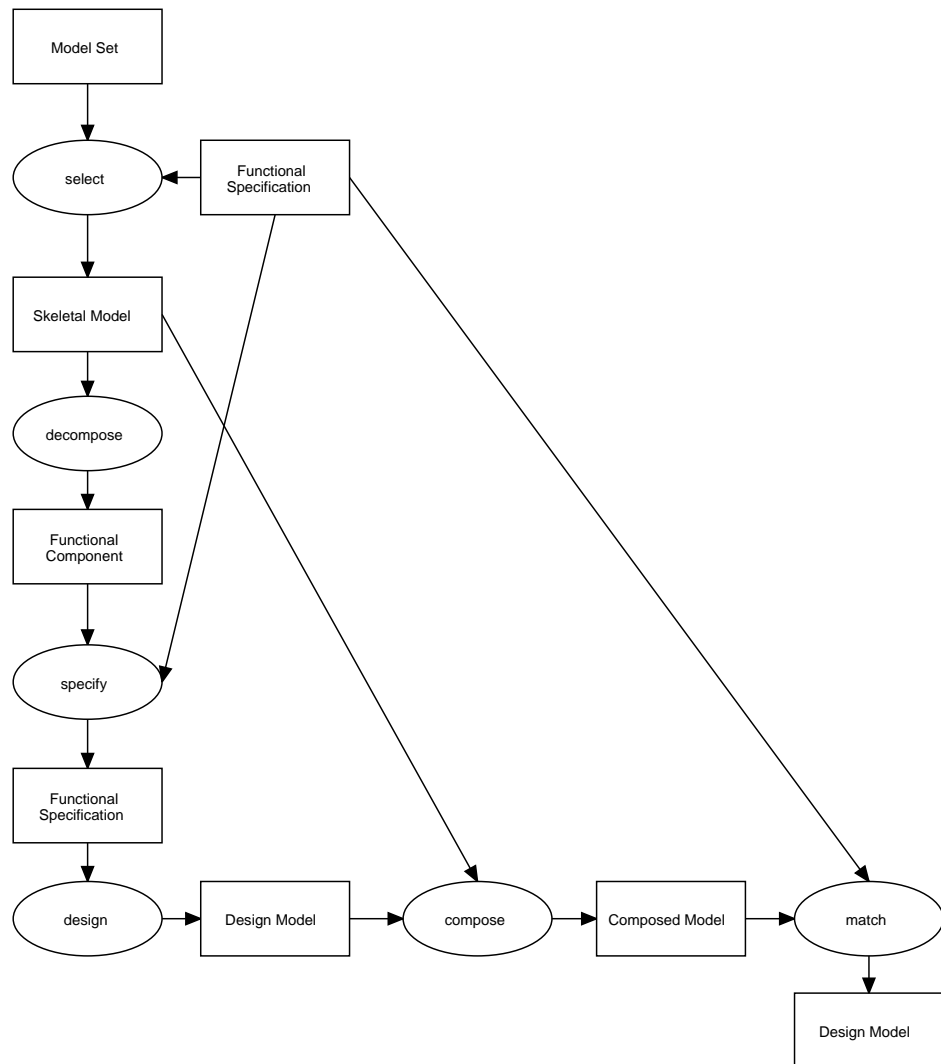 Model Set
select
Functional
Specification
Skeletal Model
decompose
Functional
Component
specify
Functional
Specification
design
Design Model
compose
Composed Model
match
Design Model